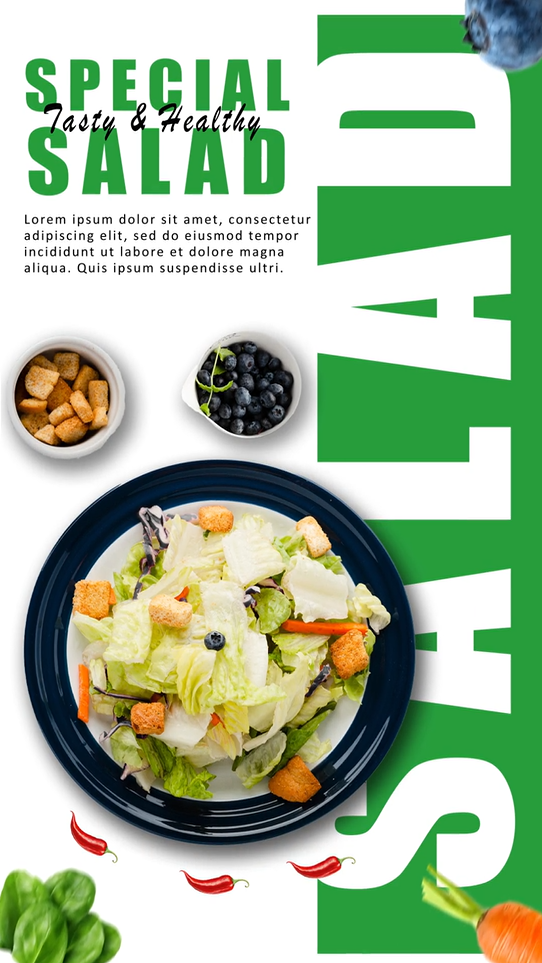 SPECIAL
Tasty & Healthy
SALAD
Lorem ipsum dolor sit amet, consectetur
adipiscing elit, sed do eiusmod tempor
incididunt ut labore et dolore magna
aliqua. Quis ipsum suspendisse ultri.
SALAD